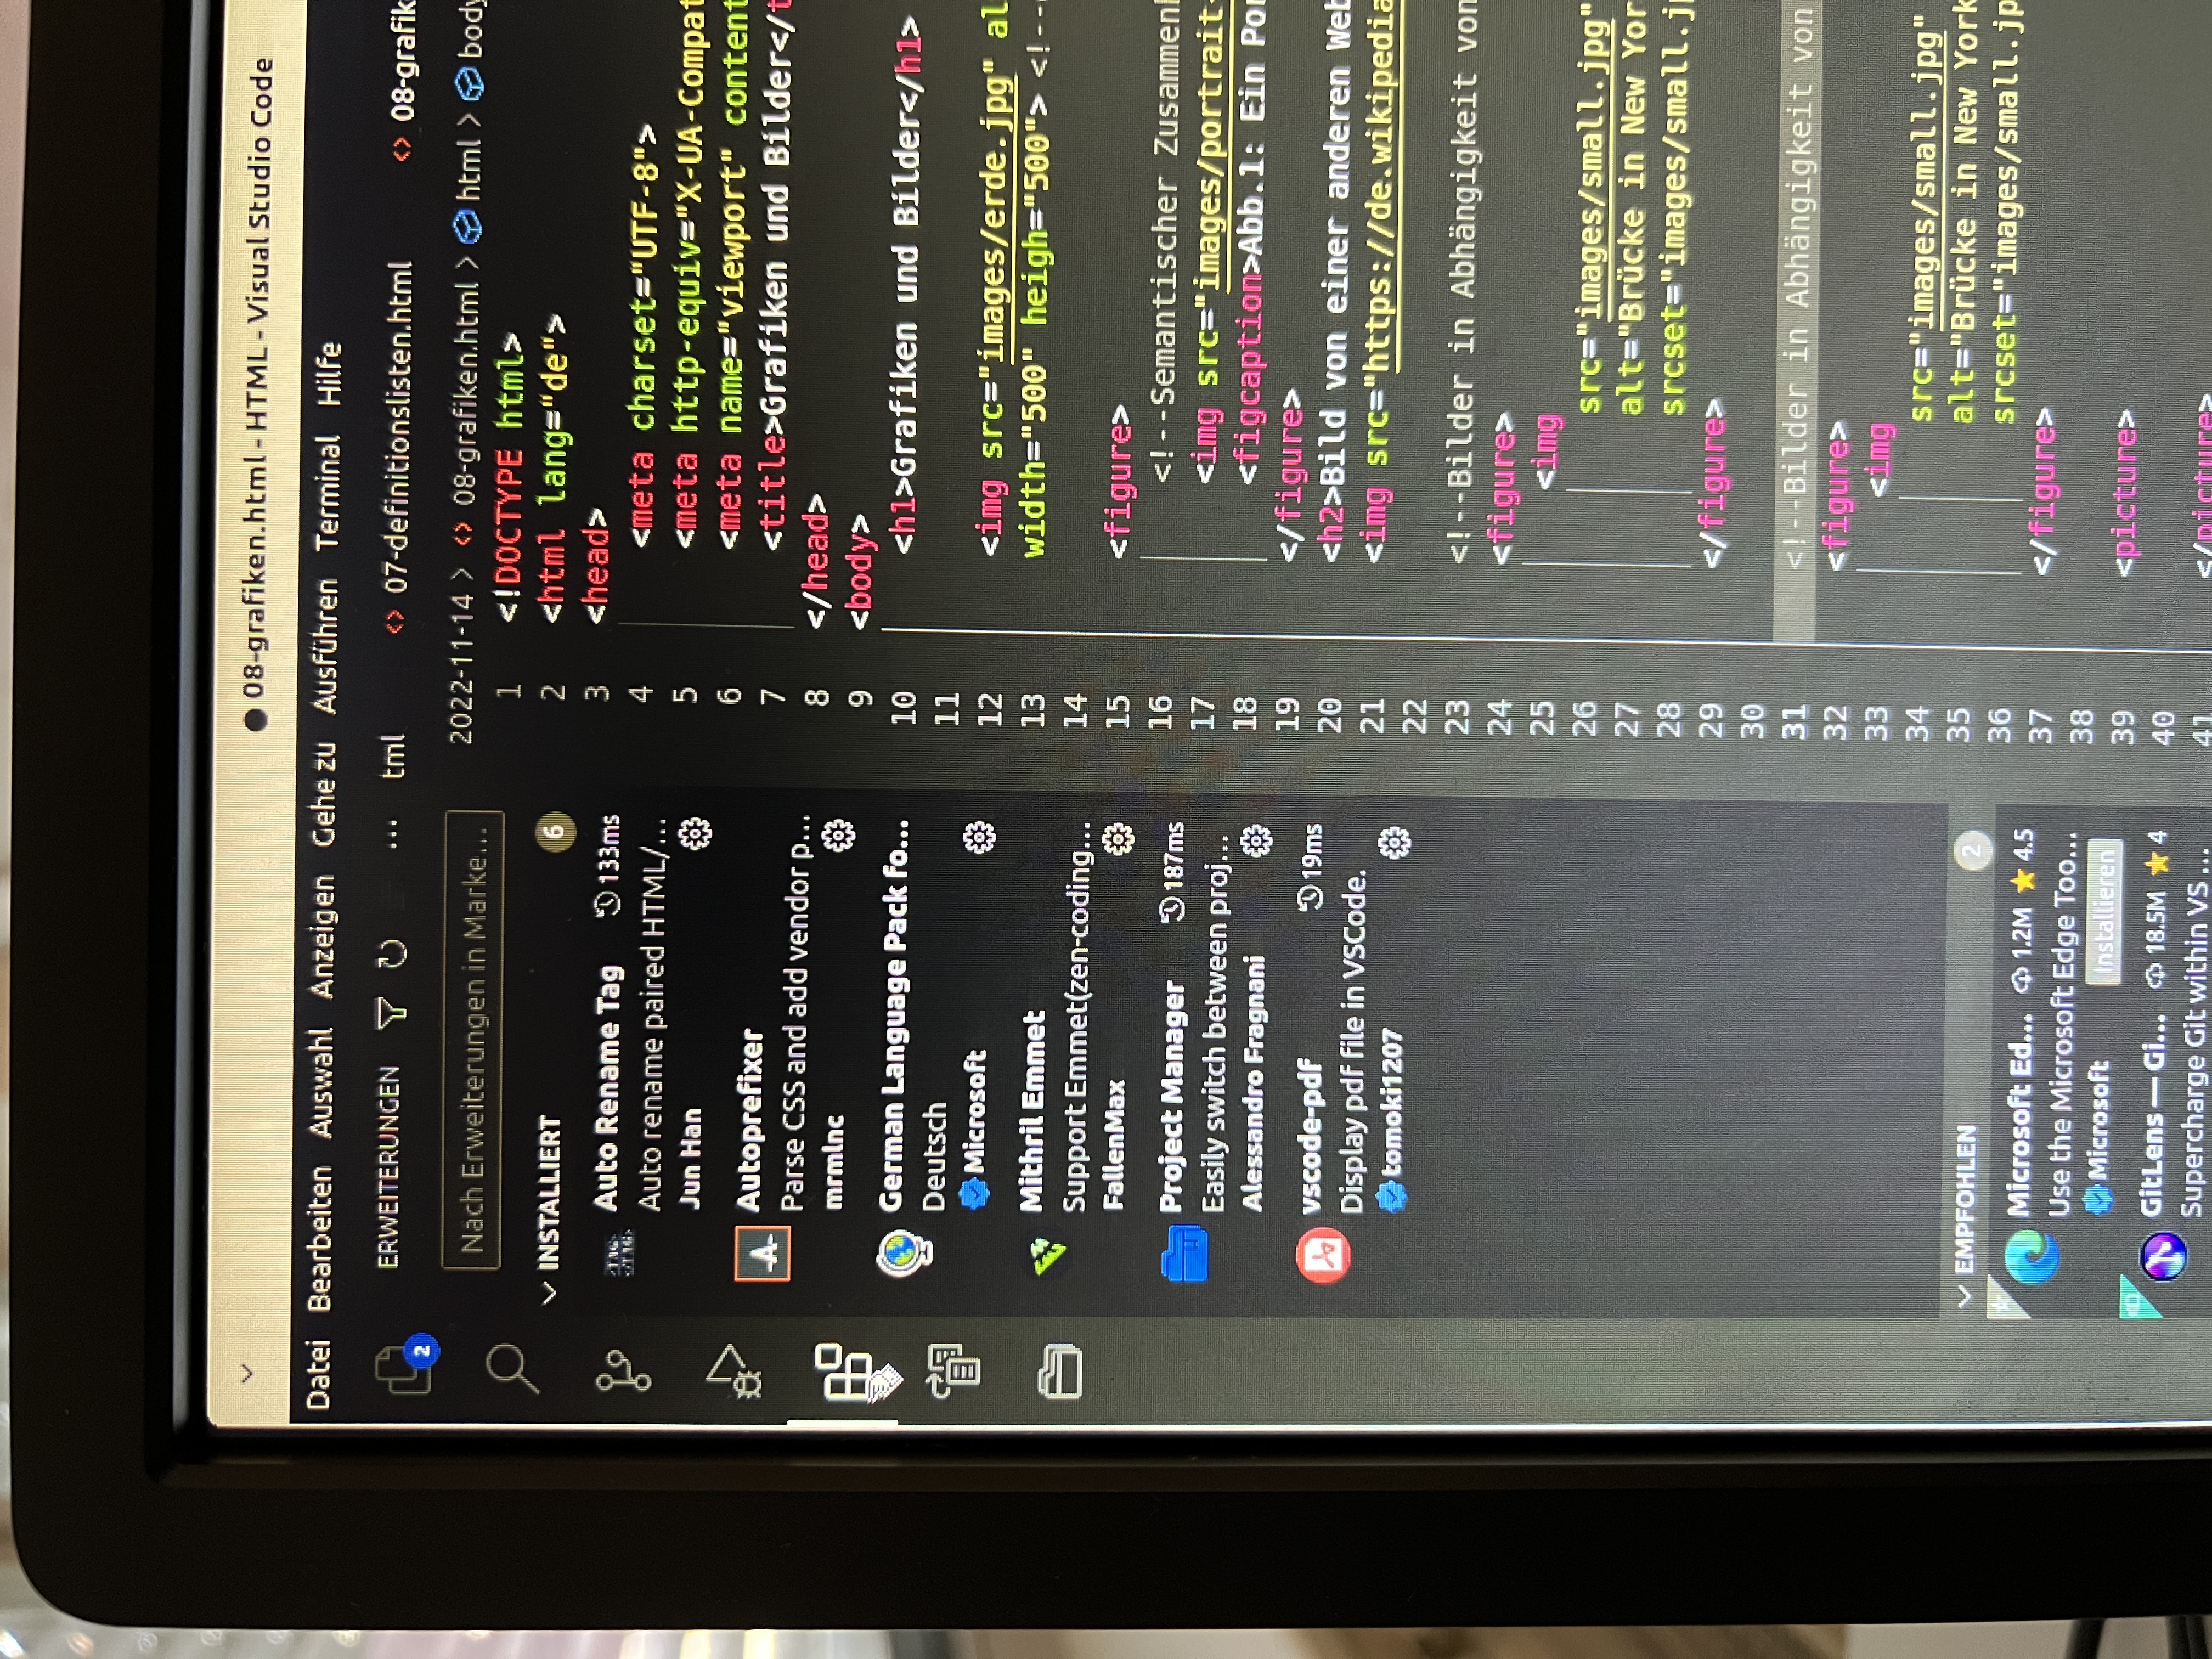 ● 08-grafiken.html - HTML - Visual Studio Code
Datei Bearbeiten Auswahl Anzeigen Gehe zu Ausführen Terminal Hilfe
2
ERWEITERUNGEN ...
Nach Erweiterungen in Marke...
INSTALLIERT 6
Auto Rename Tag 133ms
Auto rename paired HTML/...
Jun Han
-A-
Autoprefixer
Parse CSS and add vendor p...
mrmlnc
German Language Pack fo...
Deutsch
Microsoft
Mithril Emmet
Support Emmet(zen-coding...
FallenMax
Project Manager 187ms
Easily switch between proj...
Alessandro Fragnani
vscode-pdf 19ms
Display pdf file in VSCode.
tomoki1207
EMPFOHLEN 2
Microsoft Ed... 1.2M ★ 4.5
Use the Microsoft Edge Too...
Microsoft Installieren
GitLens — Gi... 18.5M ★ 4
Supercharge Git within VS ...
tml <> 07-definitionslisten.html <> 08-grafik
2022-11-14 > <> 08-grafiken.html > html > body
1 <!DOCTYPE html>
2 <html lang="de">
3 <head>
4 <meta charset="UTF-8">
5 <meta http-equiv="X-UA-Compat
6 <meta name="viewport" content
7 <title>Grafiken und Bilder</t
8 </head>
9 <body>
10 <h1>Grafiken und Bilder</h1>
11
12 <img src="images/erde.jpg" al
13 width="500" heigh="500"> <!--
14
15 <figure>
16 <!--Semantischer Zusammenh
17 <img src="images/portrait-
18 <figcaption>Abb.1: Ein Por
19 </figure>
20 <h2>Bild von einer anderen Web
21 <img src="https://de.wikipedia
22
23 <!--Bilder in Abhängigkeit von
24 <figure>
25 <img
26 src="images/small.jpg"
27 alt="Brücke in New Yor
28 srcset="images/small.jp
29 </figure>
30
31 <!--Bilder in Abhängigkeit von
32 <figure>
33 <img
34 src="images/small.jpg"
35 alt="Brücke in New York
36 srcset="images/small.jp
37 </figure>
38
39 <picture>
40
41 </picture>